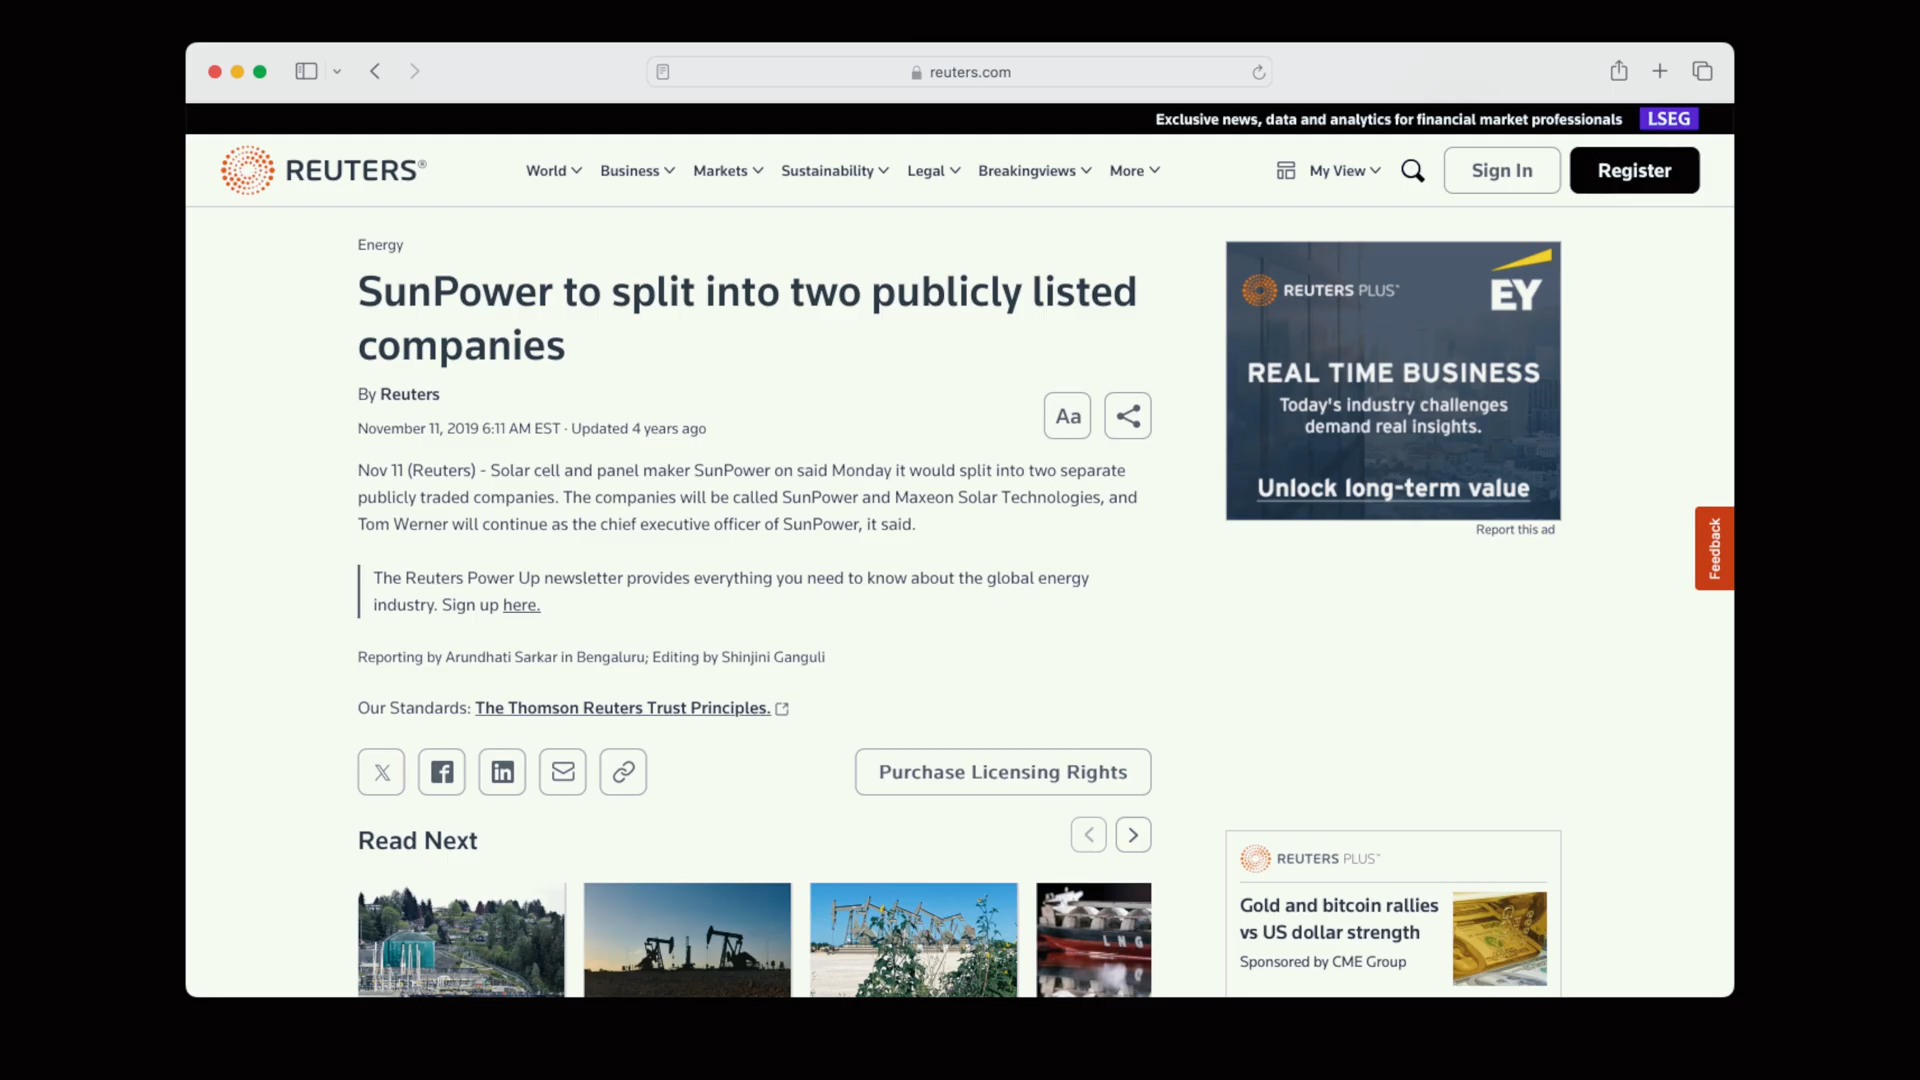 reuters.com
Exclusive news, data and analytics for financial market professionals LSEG
REUTERS®
World Business Markets Sustainability Legal Breakingviews More My View Sign In Register
Energy
SunPower to split into two publicly listed
companies
By Reuters
November 11, 2019 6:11 AM EST · Updated 4 years ago
Aa
Nov 11 (Reuters) - Solar cell and panel maker SunPower on said Monday it would split into two separate
publicly traded companies. The companies will be called SunPower and Maxeon Solar Technologies, and
Tom Werner will continue as the chief executive officer of SunPower, it said.
The Reuters Power Up newsletter provides everything you need to know about the global energy
industry. Sign up here.
Reporting by Arundhati Sarkar in Bengaluru; Editing by Shinjini Ganguli
Our Standards: The Thomson Reuters Trust Principles.
Purchase Licensing Rights
Read Next
LNG
REUTERS PLUS™
EY
REAL TIME BUSINESS
Today's industry challenges
demand real insights.
Unlock long-term value
Report this ad
Feedback
REUTERS PLUS™
Gold and bitcoin rallies
vs US dollar strength
Sponsored by CME Group